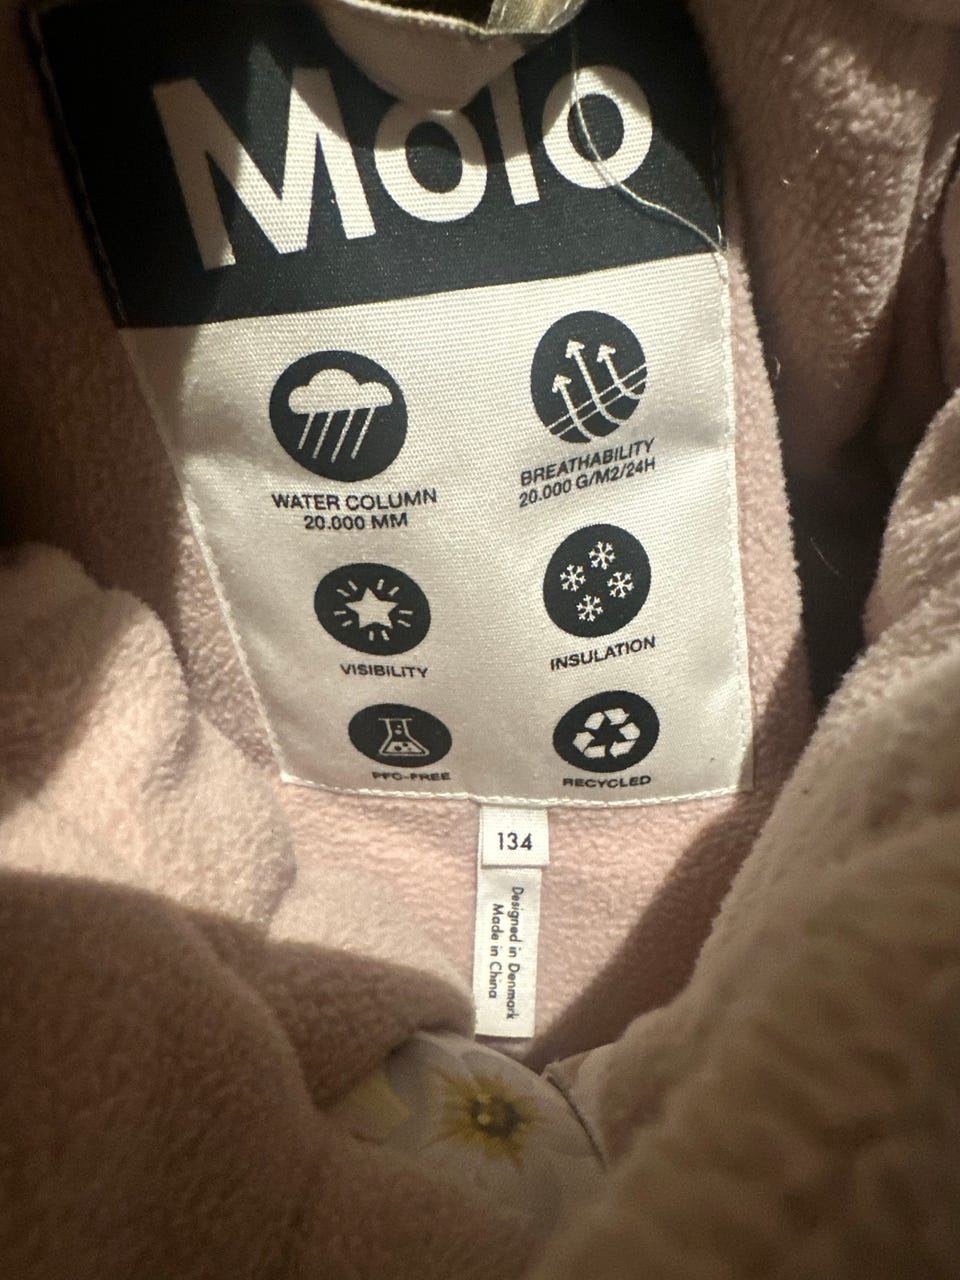 Molo
WATER COLUMN
20.000 MM
BREATHABILITY
20.000 G/M2/24H
VISIBILITY
INSULATION
PFC-FREE
RECYCLED
134
Designed in Denmark
Made in China